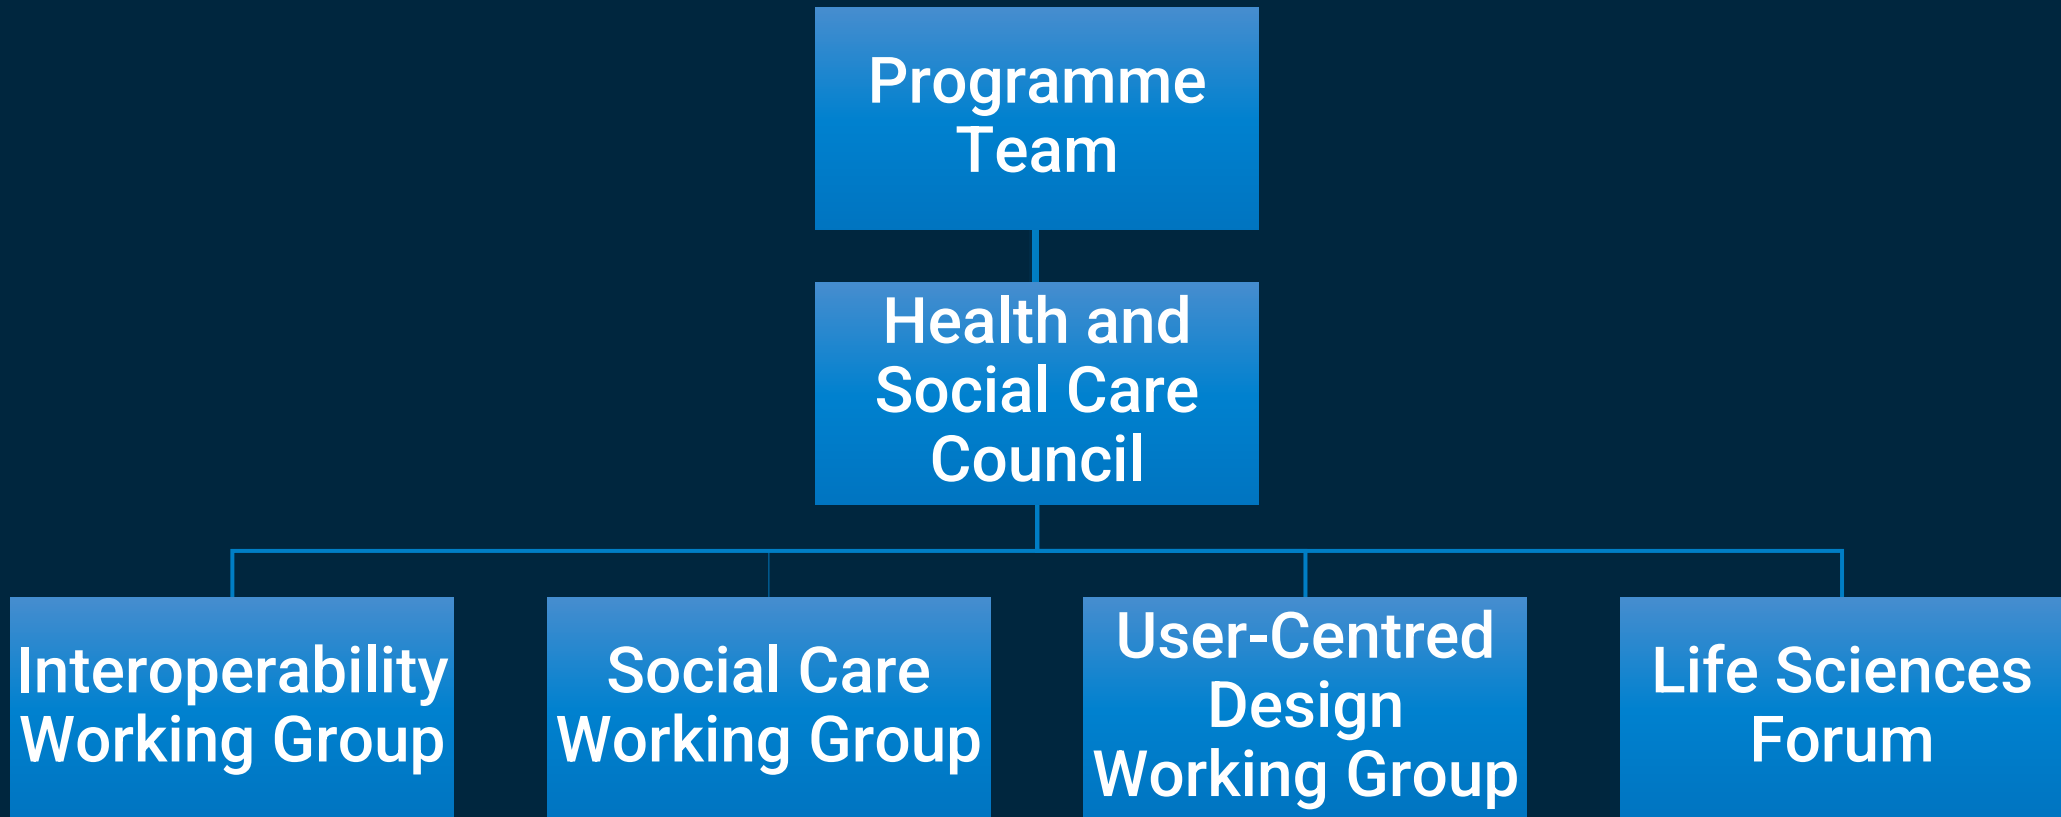 Programme
Team
Health and
Social Care
Council
Interoperability
Working Group
Social Care
Working Group
User-Centred
Design
Working Group
Life Sciences
Forum